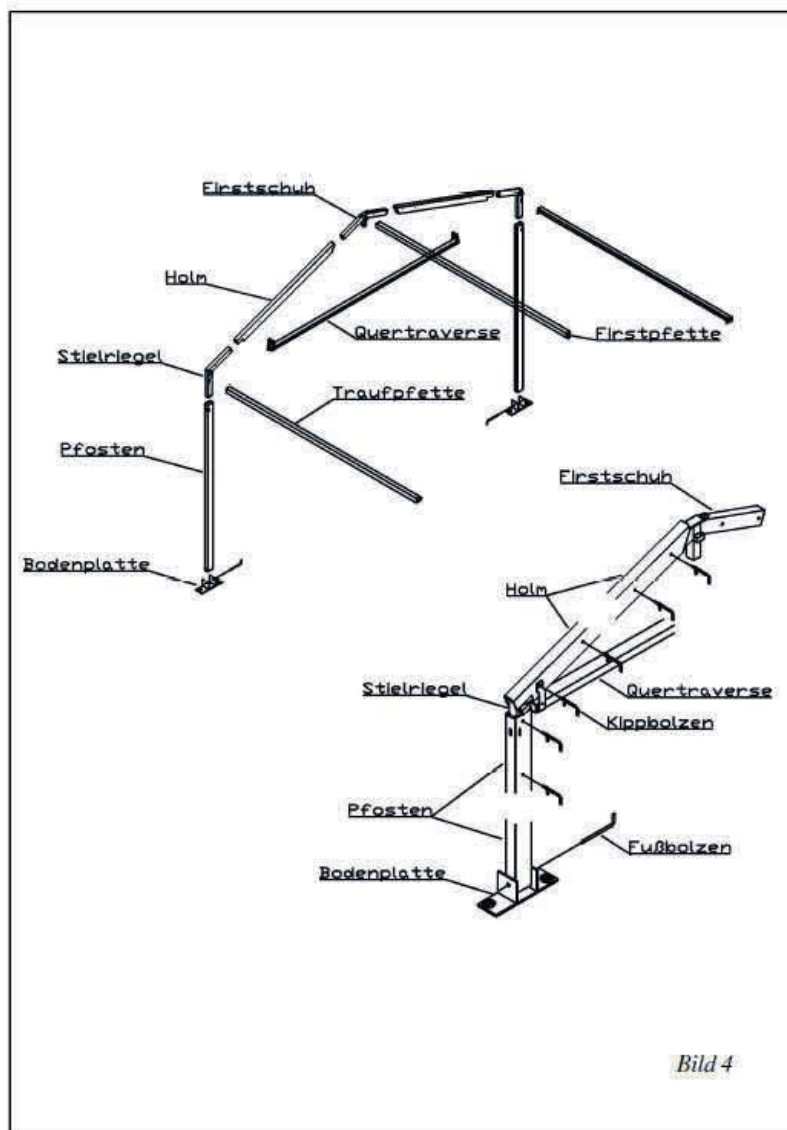 Firstschuh
Holm
Quertraverse
Firstpfette
Stielriegel
Traufpfette
Pfosten
Bodenplatte
Firstschuh
Holm
Quertraverse
Stielriegel
Kippbolzen
Pfosten
Fußbolzen
Bodenplatte
Bild 4